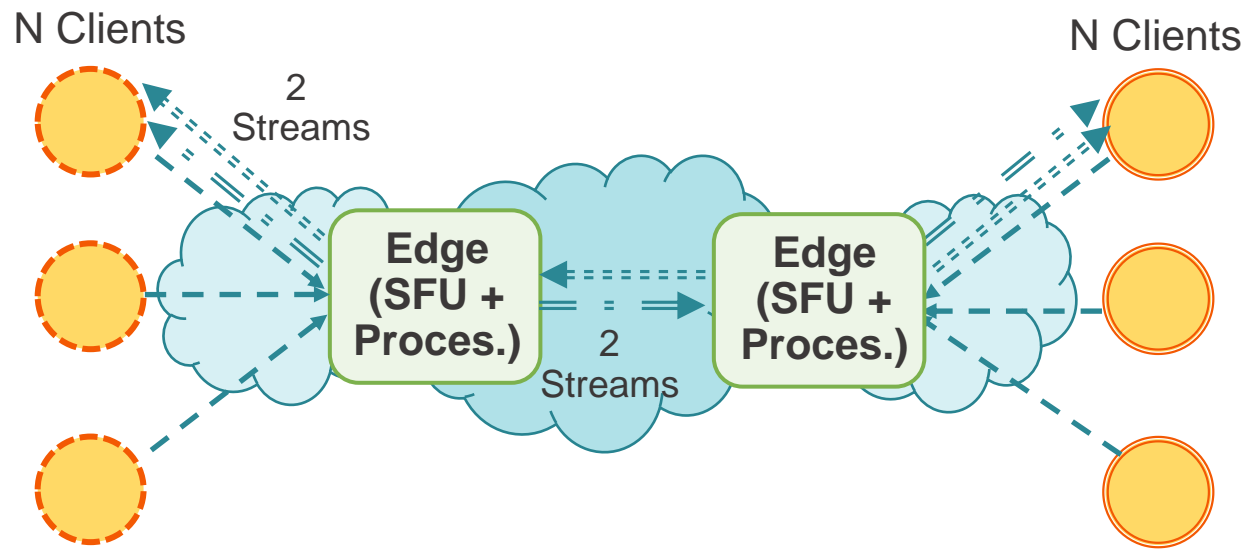 N Clients
N Clients
2
Streams
Edge
(SFU +
Proces.)
Edge
(SFU +
Proces.)
2
Streams